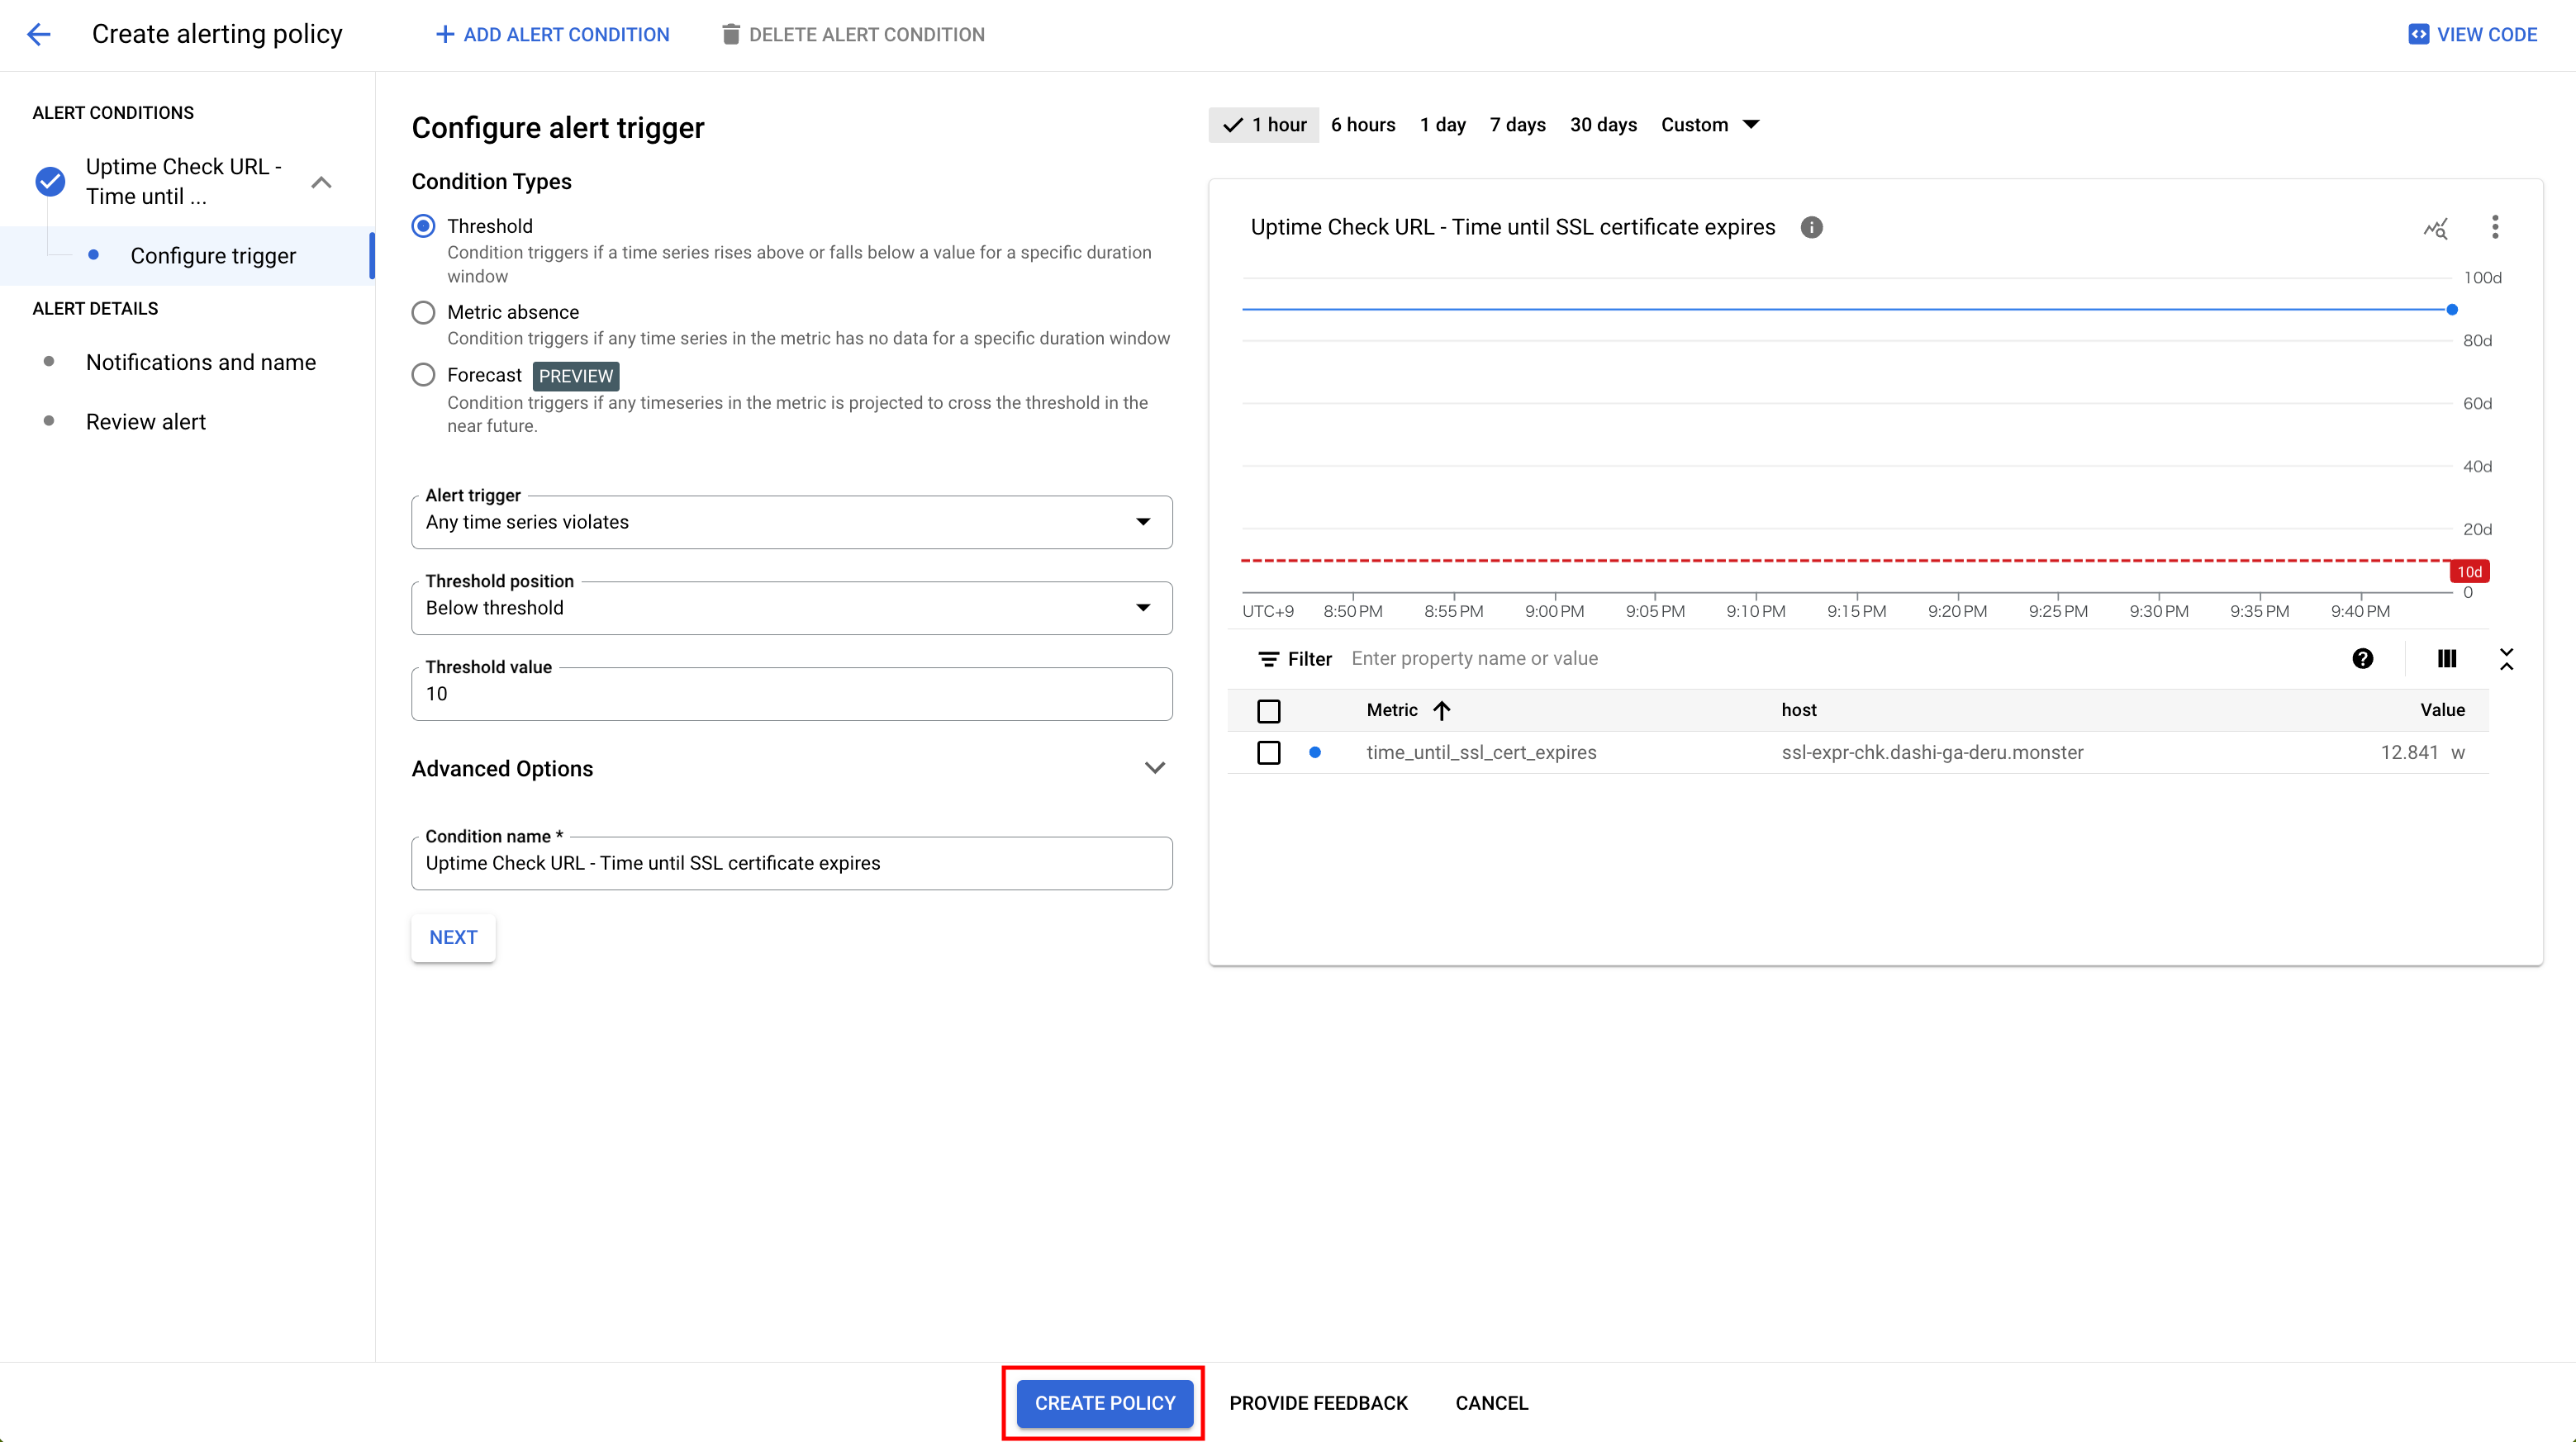 Create alerting policy
ADD ALERT CONDITION
DELETE ALERT CONDITION
VIEW CODE
ALERT CONDITIONS
Uptime Check URL -
Time until ...
Configure trigger
ALERT DETAILS
Notifications and name
Review alert
Configure alert trigger
Condition Types
Threshold
Condition triggers if a time series rises above or falls below a value for a specific duration
window
Metric absence
Condition triggers if any time series in the metric has no data for a specific duration window
Forecast PREVIEW
Condition triggers if any timeseries in the metric is projected to cross the threshold in the
near future.
Alert trigger
Any time series violates
Threshold position
Below threshold
Threshold value
10
Advanced Options
Condition name *
Uptime Check URL - Time until SSL certificate expires
NEXT
1 hour 6 hours 1 day 7 days 30 days Custom
Uptime Check URL - Time until SSL certificate expires
100d
80d
60d
40d
20d
10d
0
UTC+9 8:50 PM 8:55 PM 9:00 PM 9:05 PM 9:10 PM 9:15 PM 9:20 PM 9:25 PM 9:30 PM 9:35 PM 9:40 PM
Filter Enter property name or value
Metric host Value
time_until_ssl_cert_expires ssl-expr-chk.dashi-ga-deru.monster 12.841 w
CREATE POLICY PROVIDE FEEDBACK CANCEL